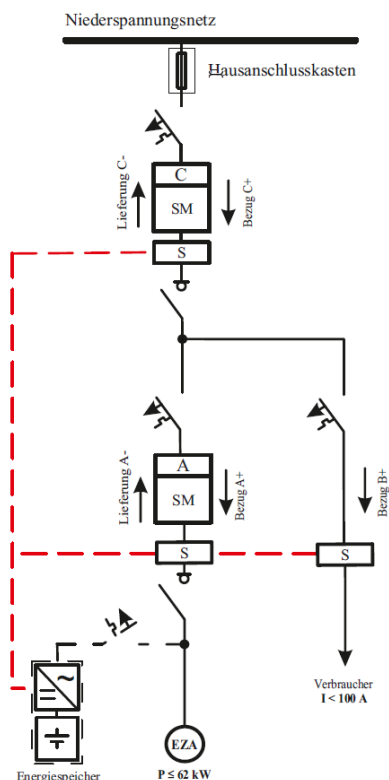 Niederspannungsnetz
Hausanschlusskasten
C
Lieferung C-
SM
Bezug C+
S
A
Lieferung A-
SM
Bezug A+
Bezug B+
S
S
Verbraucher
I < 100 A
EZA
Energiespeicher
P ≤ 62 kW